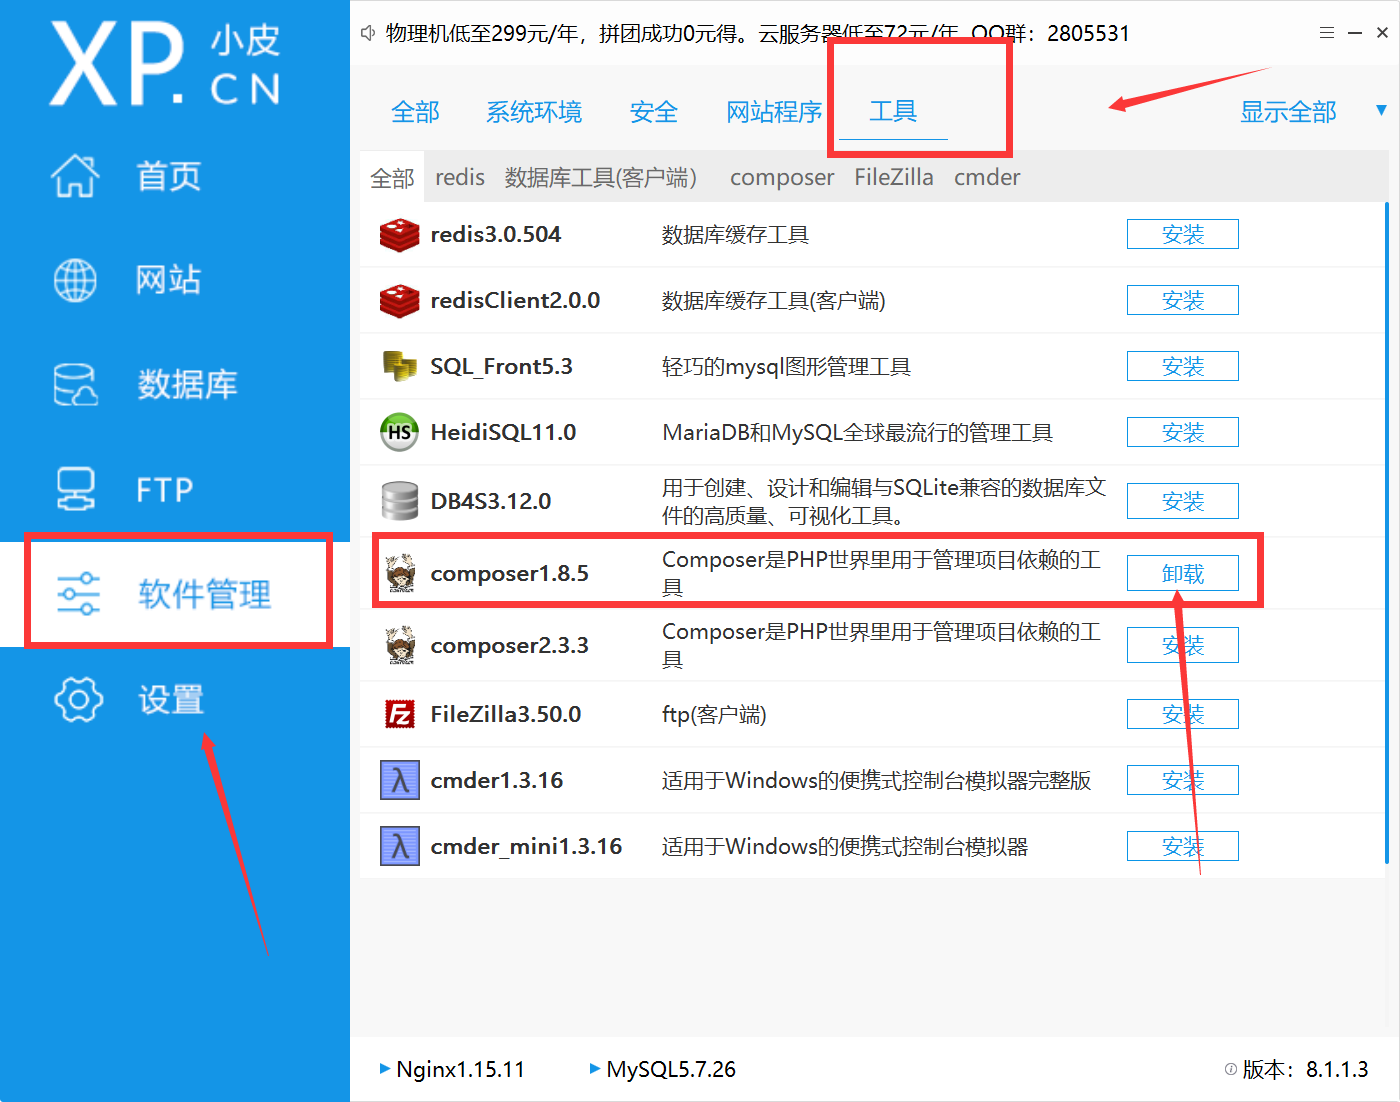 XP.小皮CN
物理机低至299元/年，拼团成功0元得。云服务器低至72元/年 QQ群：2805531
全部 系统环境 安全 网站程序 工具 显示全部
全部 redis 数据库工具(客户端) composer FileZilla cmder
首页
网站
数据库
FTP
软件管理
设置
redis3.0.504 数据库缓存工具 安装
redisClient2.0.0 数据库缓存工具(客户端) 安装
SQL_Front5.3 轻巧的mysql图形管理工具 安装
HS HeidiSQL11.0 MariaDB和MySQL全球最流行的管理工具 安装
DB4S3.12.0 用于创建、设计和编辑与SQLite兼容的数据库文 安装
件的高质量、可视化工具。
composer1.8.5 Composer是PHP世界里用于管理项目依赖的工 卸载
具
composer2.3.3 Composer是PHP世界里用于管理项目依赖的工 安装
具
Fz FileZilla3.50.0 ftp(客户端) 安装
λ cmder1.3.16 适用于Windows的便携式控制台模拟器完整版 安装
λ cmder_mini1.3.16 适用于Windows的便携式控制台模拟器 安装
Nginx1.15.11 MySQL5.7.26 版本：8.1.1.3